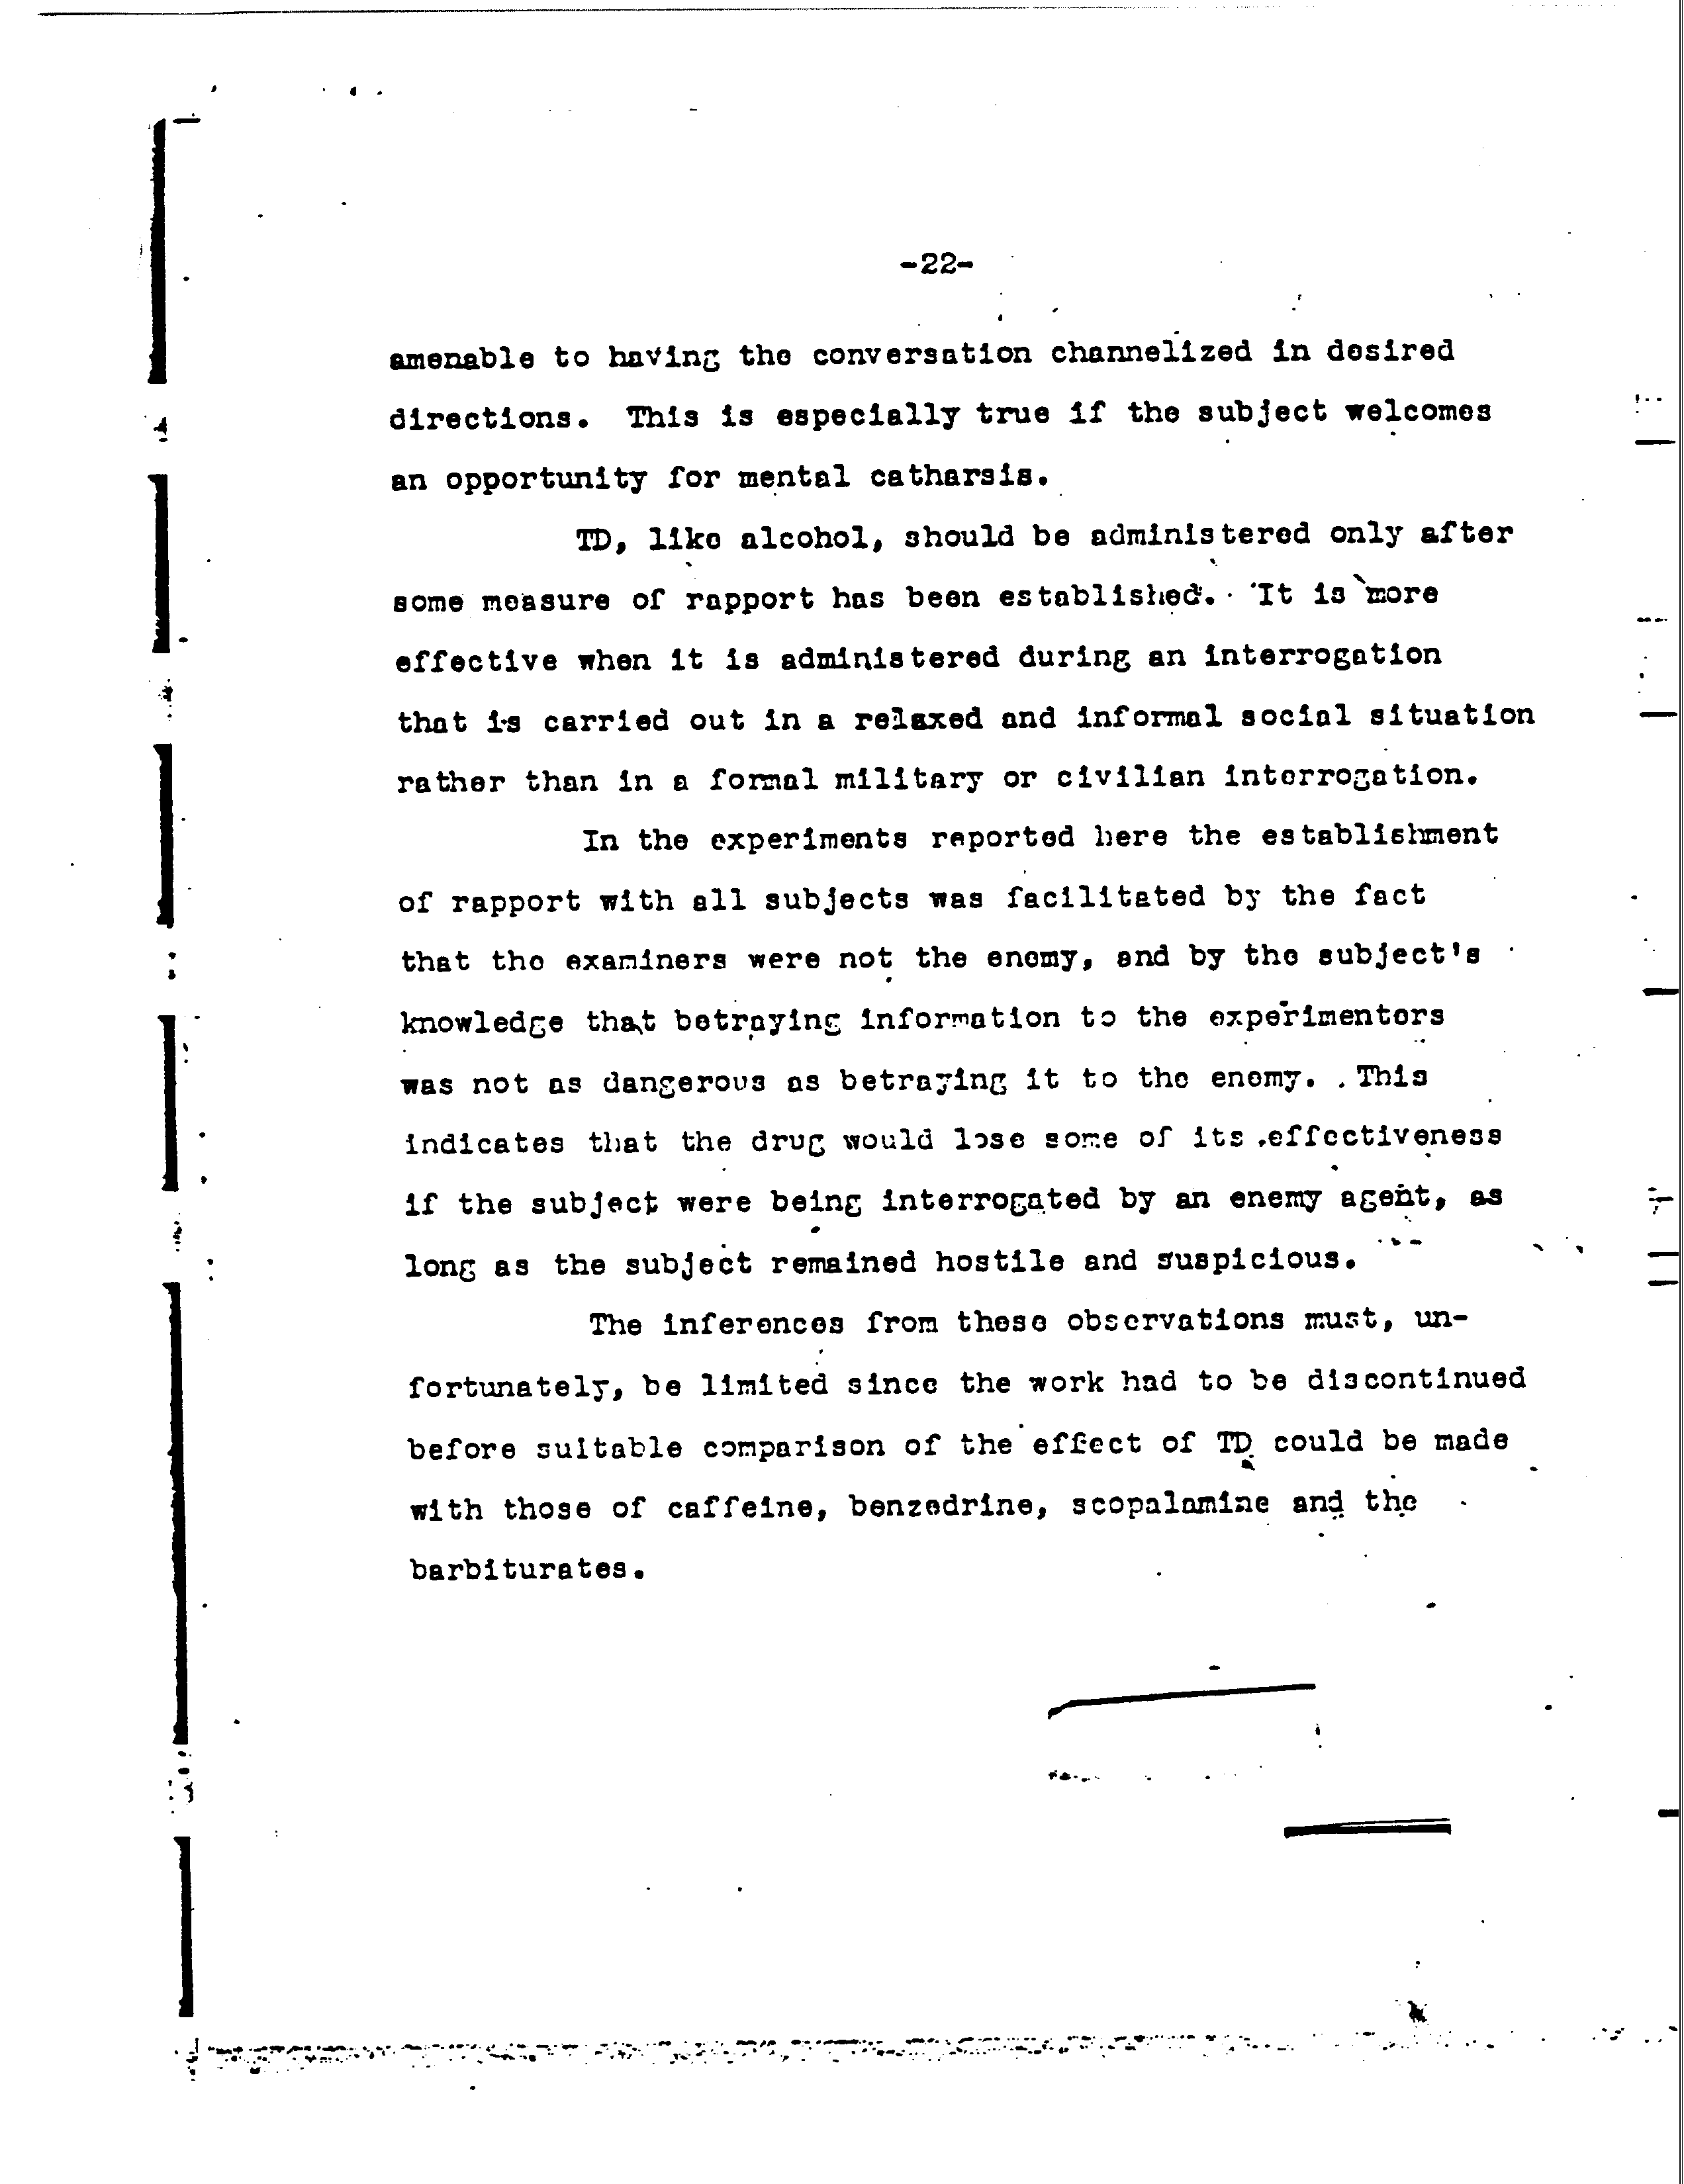 -22-
amenable to having the conversation channelized in desired
directions. This is especially true if the subject welcomes
an opportunity for mental catharsis.
TD, like alcohol, should be administered only after
some measure of rapport has been established. It is more
effective when it is administered during an interrogation
that is carried out in a relaxed and informal social situation
rather than in a formal military or civilian interrogation.
In the experiments reported here the establishment
of rapport with all subjects was facilitated by the fact
that the examiners were not the enemy, and by the subject's
knowledge that betraying information to the experimentors
was not as dangerous as betraying it to the enemy. This
indicates that the drug would lose some of its effectiveness
if the subject were being interrogated by an enemy agent, as
long as the subject remained hostile and suspicious.
The inferences from these observations must, un-
fortunately, be limited since the work had to be discontinued
before suitable comparison of the effect of TD could be made
with those of caffeine, benzedrine, scopalamine and the
barbiturates.